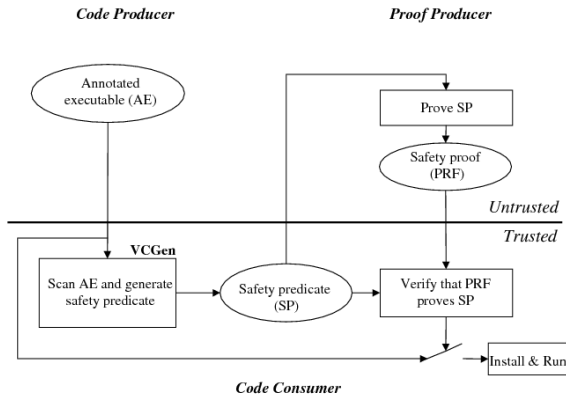 Code Producer
Proof Producer
Annotated
executable (AE)
Prove SP
Safety proof
(PRF)
Untrusted
Trusted
VCGen
Scan AE and generate
safety predicate
Safety predicate
(SP)
Verify that PRF
proves SP
Install & Run
Code Consumer